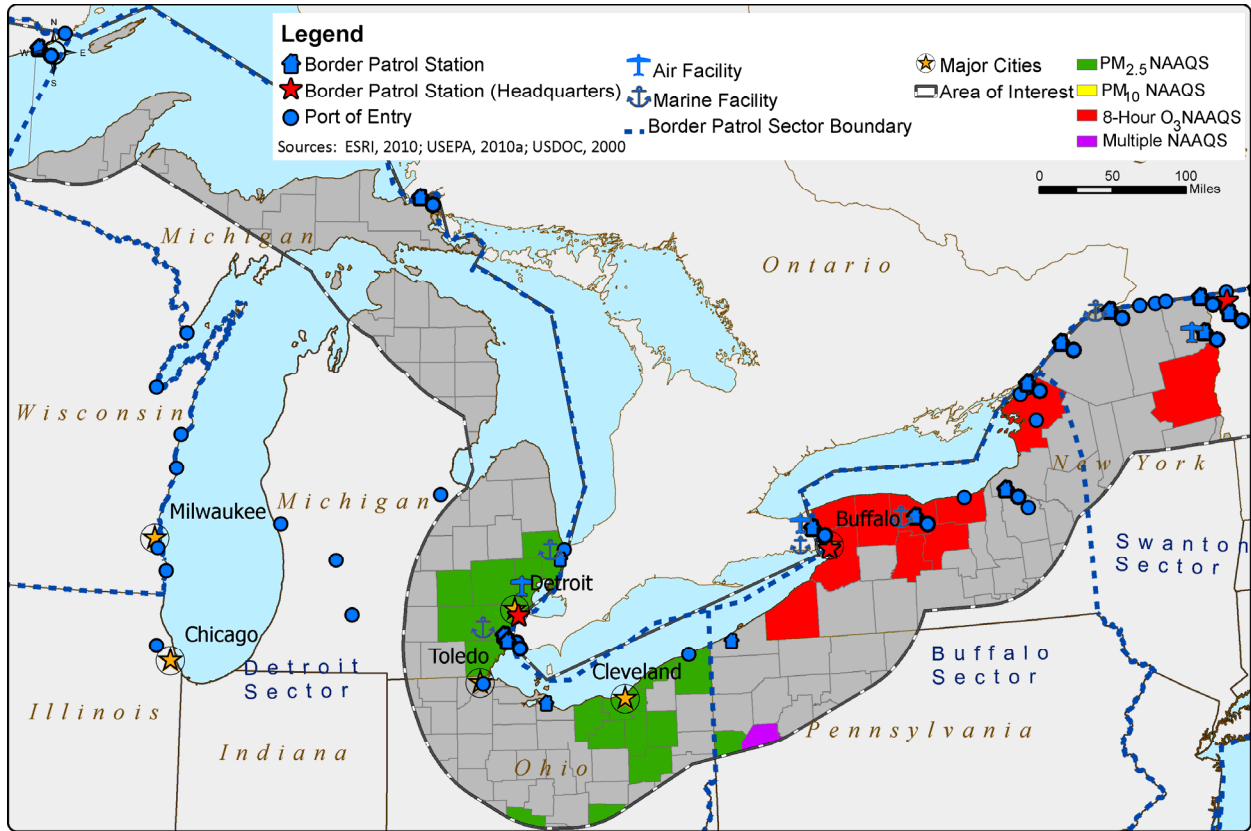 N
W E
S
Legend
Border Patrol Station
Border Patrol Station (Headquarters)
Port of Entry
Air Facility
Marine Facility
Border Patrol Sector Boundary
Major Cities
Area of Interest
PM2.5 NAAQS
PM10 NAAQS
8-Hour O3 NAAQS
Multiple NAAQS
Sources: ESRI, 2010; USEPA, 2010a; USDOC, 2000
0 50 100
Miles
Michigan
Ontario
Wisconsin
Michigan
New York
Milwaukee
Buffalo
Swanton
Sector
Detroit
Chicago
Toledo
Cleveland
Detroit
Sector
Buffalo
Sector
Illinois
Indiana
Ohio
Pennsylvania